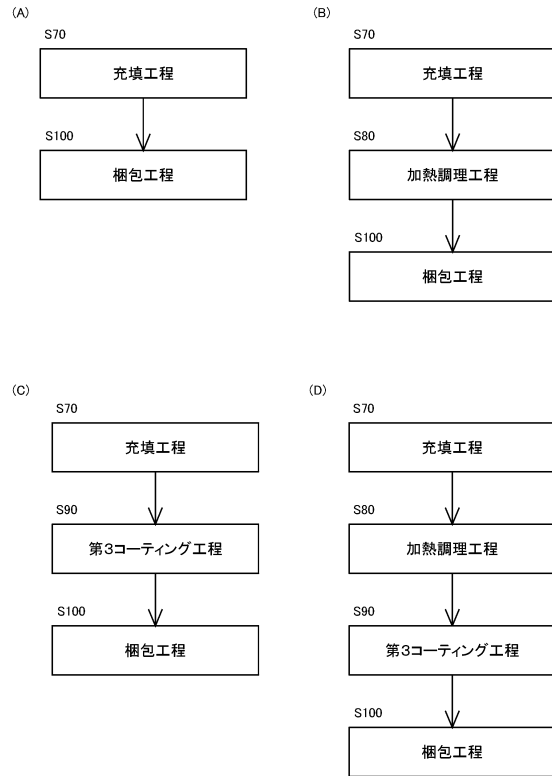 (A)
S70
充填工程
S100
梱包工程
(B)
S70
充填工程
S80
加熱調理工程
S100
梱包工程
(C)
S70
充填工程
S90
第3コーティング工程
S100
梱包工程
(D)
S70
充填工程
S80
加熱調理工程
S90
第3コーティング工程
S100
梱包工程